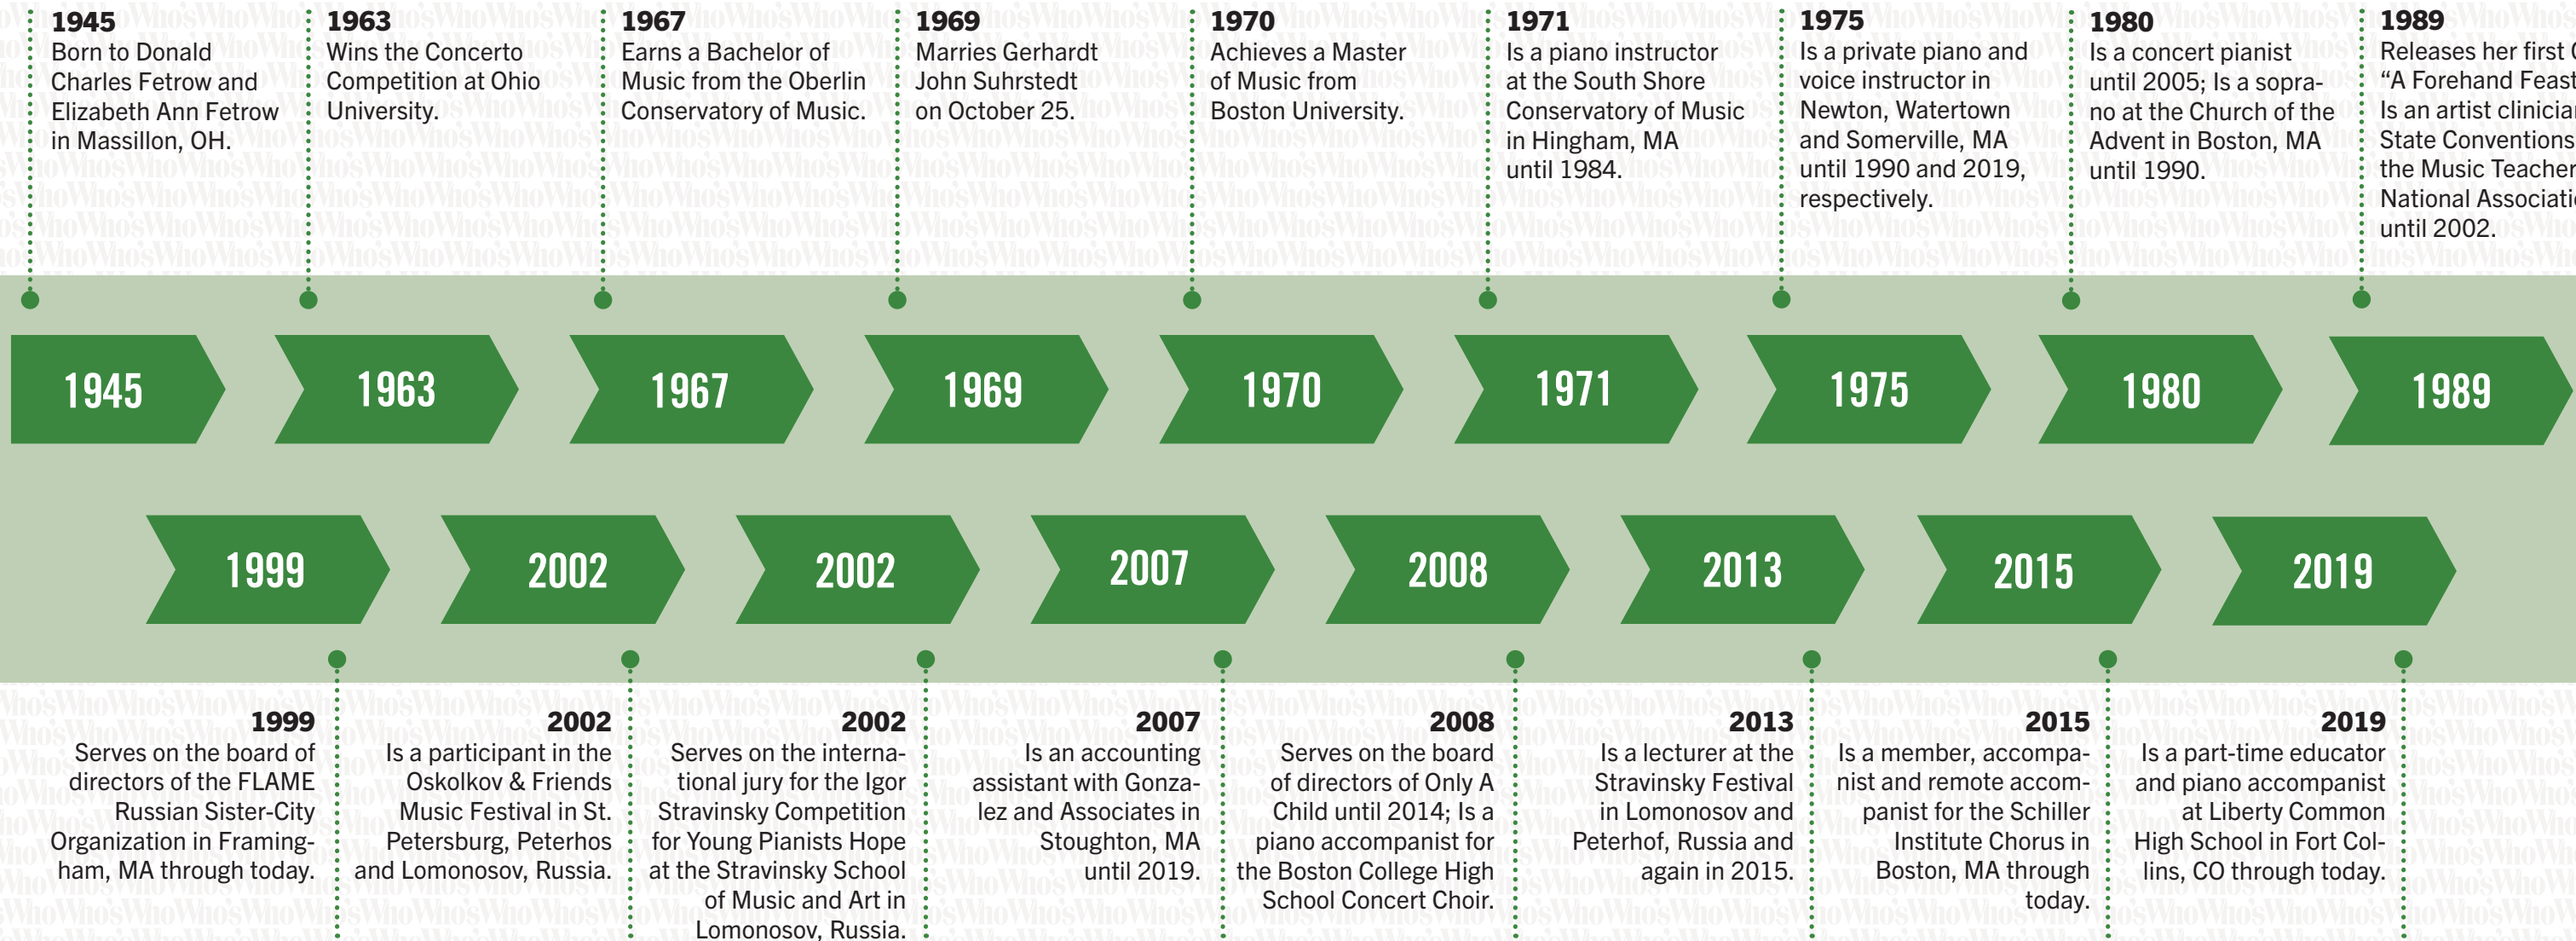 1945
Born to Donald
Charles Fetrow and
Elizabeth Ann Fetrow
in Massillon, OH.
1963
Wins the Concerto
Competition at Ohio
University.
1967
Earns a Bachelor of
Music from the Oberlin
Conservatory of Music.
1969
Marries Gerhardt
John Suhrstedt
on October 25.
1970
Achieves a Master
of Music from
Boston University.
1971
Is a piano instructor
at the South Shore
Conservatory of Music
in Hingham, MA
until 1984.
1975
Is a private piano and
voice instructor in
Newton, Watertown
and Somerville, MA
until 1990 and 2019,
respectively.
1980
Is a concert pianist
until 2005; Is a sopra-
no at the Church of the
Advent in Boston, MA
until 1990.
1989
Releases her first
“A Forehand Feast
Is an artist clinician
State Conventions
the Music Teacher
National Associati
until 2002.
1945
1963
1967
1969
1970
1971
1975
1980
1989
1999
2002
2002
2007
2008
2013
2015
2019
1999
Serves on the board of
directors of the FLAME
Russian Sister-City
Organization in Framing-
ham, MA through today.
2002
Is a participant in the
Oskolkov & Friends
Music Festival in St.
Petersburg, Peterhos
and Lomonosov, Russia.
2002
Serves on the interna-
tional jury for the Igor
Stravinsky Competition
for Young Pianists Hope
at the Stravinsky School
of Music and Art in
Lomonosov, Russia.
2007
Is an accounting
assistant with Gonza-
lez and Associates in
Stoughton, MA
until 2019.
2008
Serves on the board
of directors of Only A
Child until 2014; Is a
piano accompanist for
the Boston College High
School Concert Choir.
2013
Is a lecturer at the
Stravinsky Festival
in Lomonosov and
Peterhof, Russia and
again in 2015.
2015
Is a member, accompa-
nist and remote accom-
panist for the Schiller
Institute Chorus in
Boston, MA through
today.
2019
Is a part-time educator
and piano accompanist
at Liberty Common
High School in Fort Col-
lins, CO through today.